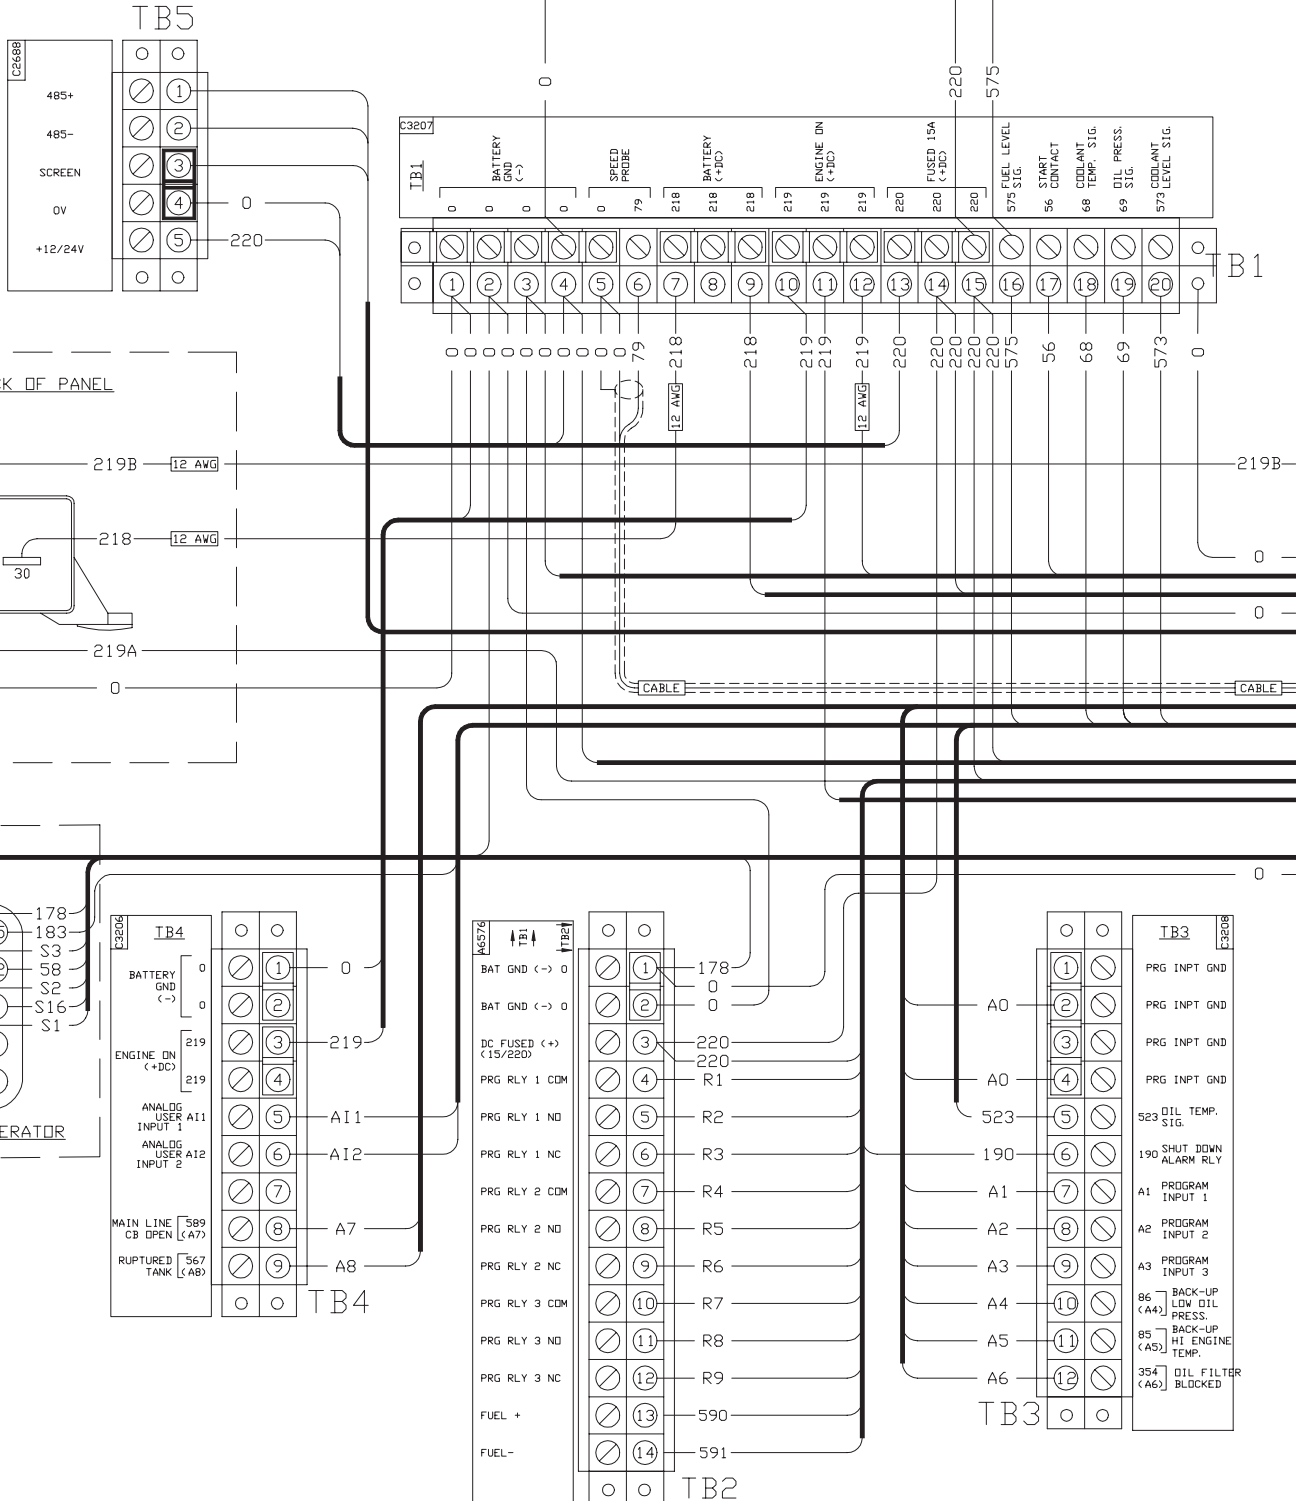 TB5
C2688
485+
485-
SCREEN
0V
+12/24V
1
2
3
4
5
0
220
0
220
575
C3207
TB1
BATTERY GND (-)
SPEED PROBE
BATTERY (+DC)
ENGINE ON (+DC)
FUSED 15A (+DC)
FUEL LEVEL SIG.
START CONTACT
COOLANT TEMP. SIG.
OIL PRESS. SIG.
COOLANT LEVEL SIG.
0 0 0 0 0 79 218 218 218 219 219 219 220 220 220 575 56 68 69 573
TB1
1 2 3 4 5 6 7 8 9 10 11 12 13 14 15 16 17 18 19 20
0 0 0 0 0 0 0 0 0 0 79 218 218 219 219 219 220 220 220 220 220 575 56 68 69 573 0
12 AWG
12 AWG
CK OF PANEL
219B
12 AWG
219B
218
12 AWG
30
0
0
219A
0
CABLE
CABLE
0
178
183
S3
58
S2
S16
S1
ERATOR
C3206
TB4
BATTERY GND (-)
0
0
ENGINE ON (+DC)
219
219
ANALOG USER INPUT 1
AI1
ANALOG USER INPUT 2
AI2
MAIN LINE CB OPEN
589 (A7)
RUPTURED TANK
567 (A8)
1
2
3
4
5
6
7
8
9
0
219
AI1
AI2
A7
A8
TB4
A6576
TB1
TB2
BAT GND (-) 0
BAT GND (-) 0
DC FUSED (+)
(15/220)
PRG RLY 1 COM
PRG RLY 1 NO
PRG RLY 1 NC
PRG RLY 2 COM
PRG RLY 2 NO
PRG RLY 2 NC
PRG RLY 3 COM
PRG RLY 3 NO
PRG RLY 3 NC
FUEL +
FUEL-
1
2
3
4
5
6
7
8
9
10
11
12
13
14
178
0
0
220
220
R1
R2
R3
R4
R5
R6
R7
R8
R9
590
591
TB2
A0
A0
523
190
A1
A2
A3
A4
A5
A6
1
2
3
4
5
6
7
8
9
10
11
12
TB3
TB3
C3208
PRG INPT GND
PRG INPT GND
PRG INPT GND
PRG INPT GND
523 OIL TEMP. SIG.
190 SHUT DOWN ALARM RLY
A1 PROGRAM INPUT 1
A2 PROGRAM INPUT 2
A3 PROGRAM INPUT 3
86 (A4) BACK-UP LOW OIL PRESS.
85 (A5) BACK-UP HI ENGINE TEMP.
354 (A6) OIL FILTER BLOCKED